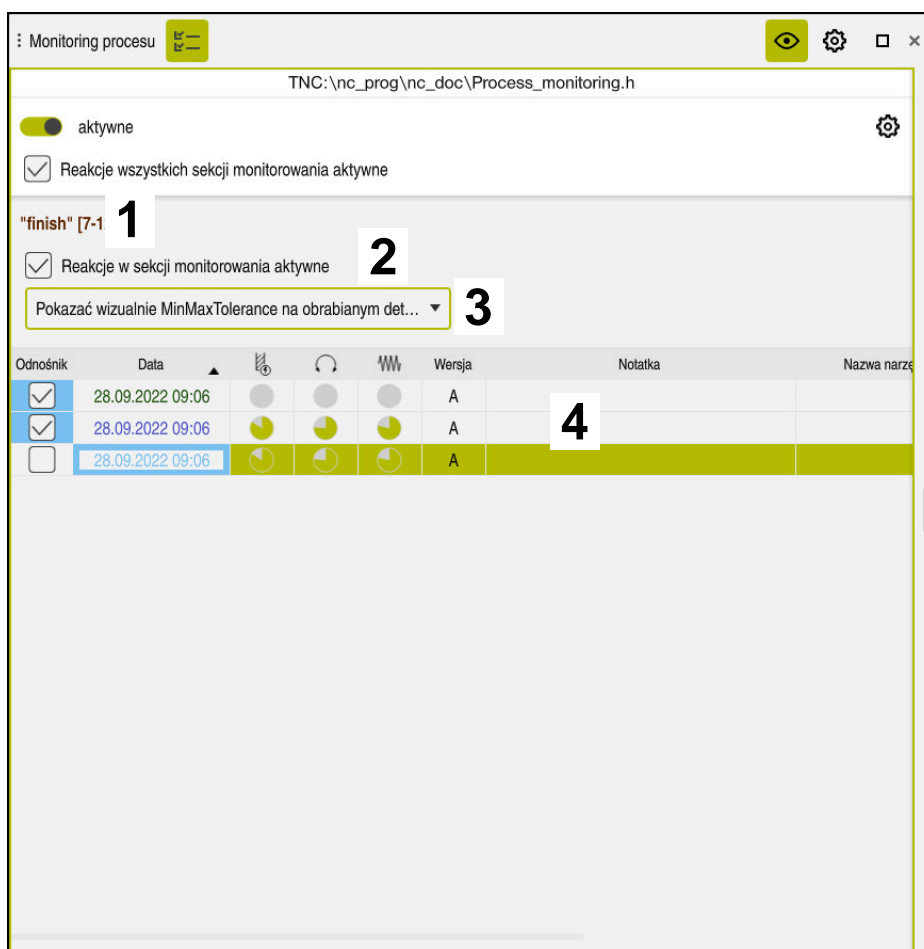 Monitoring procesu
TNC:\nc_prog\nc_doc\Process_monitoring.h
aktywne
Reakcje wszystkich sekcji monitorowania aktywne
"finish" [7-1
1
Reakcje w sekcji monitorowania aktywne
2
Pokazać wizualnie MinMaxTolerance na obrabianym det...
3
Odnośnik Data Wersja Notatka Nazwa narzę
28.09.2022 09:06 A
28.09.2022 09:06 A
4
28.09.2022 09:06 A